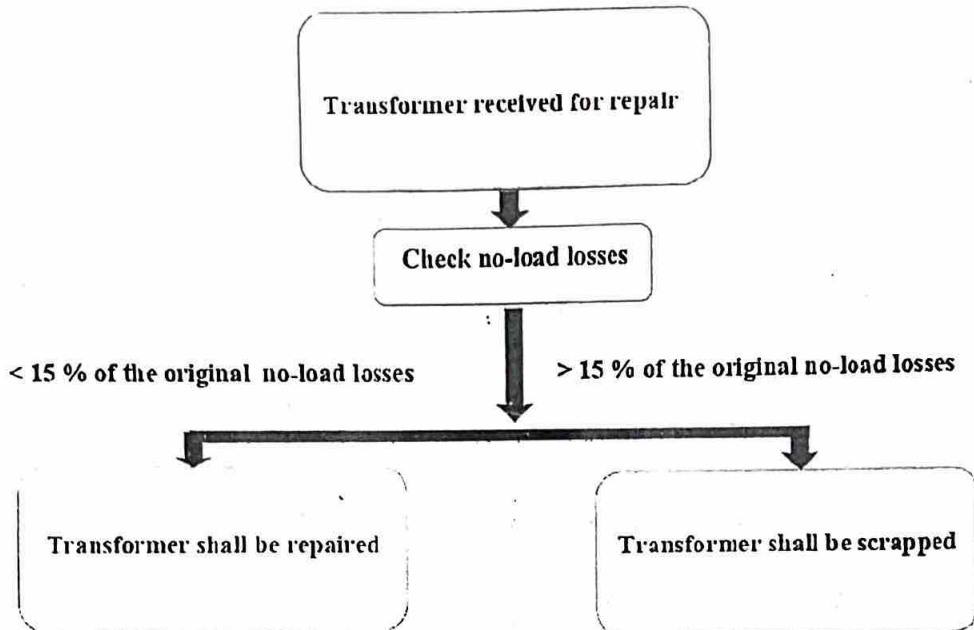 Transformer received for repair
Check no-load losses
< 15 % of the original no-load losses
> 15 % of the original no-load losses
Transformer shall be repaired
Transformer shall be scrapped